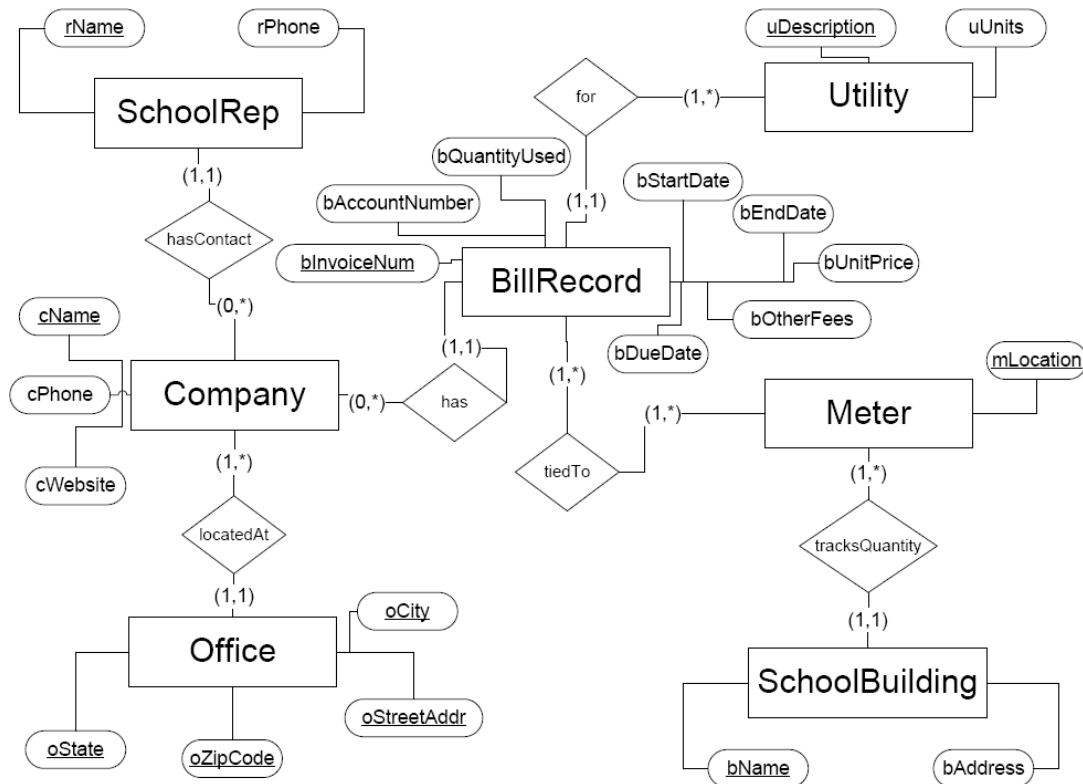 rName
rPhone
uDescription
uUnits
SchoolRep
for
(1,*)
Utility
bQuantityUsed
(1,1)
bStartDate
bAccountNumber
(1,1)
bEndDate
hasContact
bInvoiceNum
BillRecord
bUnitPrice
(0,*)
bOtherFees
cName
(1,1)
bDueDate
(1,*)
mLocation
cPhone
Company
(0,*)
has
(1,*)
Meter
(1,*)
tiedTo
(1,*)
cWebsite
locatedAt
tracksQuantity
(1,1)
oCity
(1,1)
Office
SchoolBuilding
oStreetAddr
oState
oZipCode
bName
bAddress